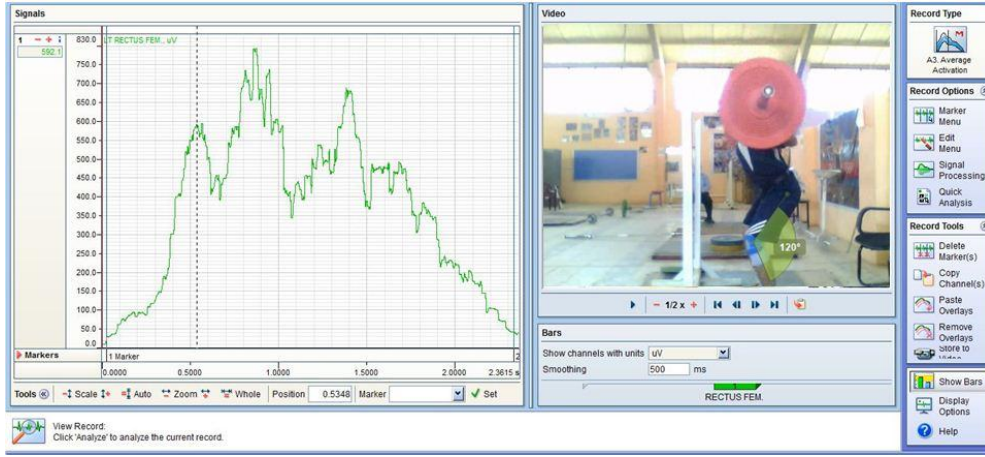 Signals
1 - + i
592.1
LT RECTUS FEM., uV
830.0
750.0
700.0
650.0
600.0
550.0
500.0
450.0
400.0
350.0
300.0
250.0
200.0
150.0
100.0
50.0
0.0
Markers
1 Marker
2
0.0000 0.5000 1.0000 1.5000 1.0000 2.3615 s
Tools Scale Auto Zoom Whole Position 0.5348 Marker Set
Video
120°
- 1/2 x +
Bars
Show channels with units uV
Smoothing 500 ms
1
RECTUS FEM.
Record Type
M
A3. Average
Activation
Record Options
Marker
Menu
Edit
Menu
Signal
Processing
Quick
Analysis
Record Tools
Delete
Marker(s)
Copy
Channel(s)
Paste
Overlays
Remove
Overlays
Store to
Show Bars
Display
Options
Help
View Record:
Click 'Analyze' to analyze the current record.